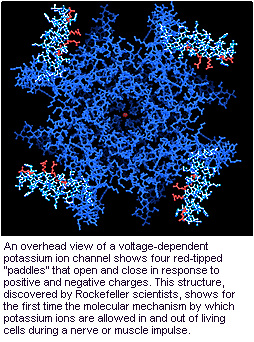 An overhead view of a voltage-dependent
potassium ion channel shows four red-tipped
"paddles" that open and close in response to
positive and negative charges. This structure,
discovered by Rockefeller scientists, shows for
the first time the molecular mechanism by which
potassium ions are allowed in and out of living
cells during a nerve or muscle impulse.